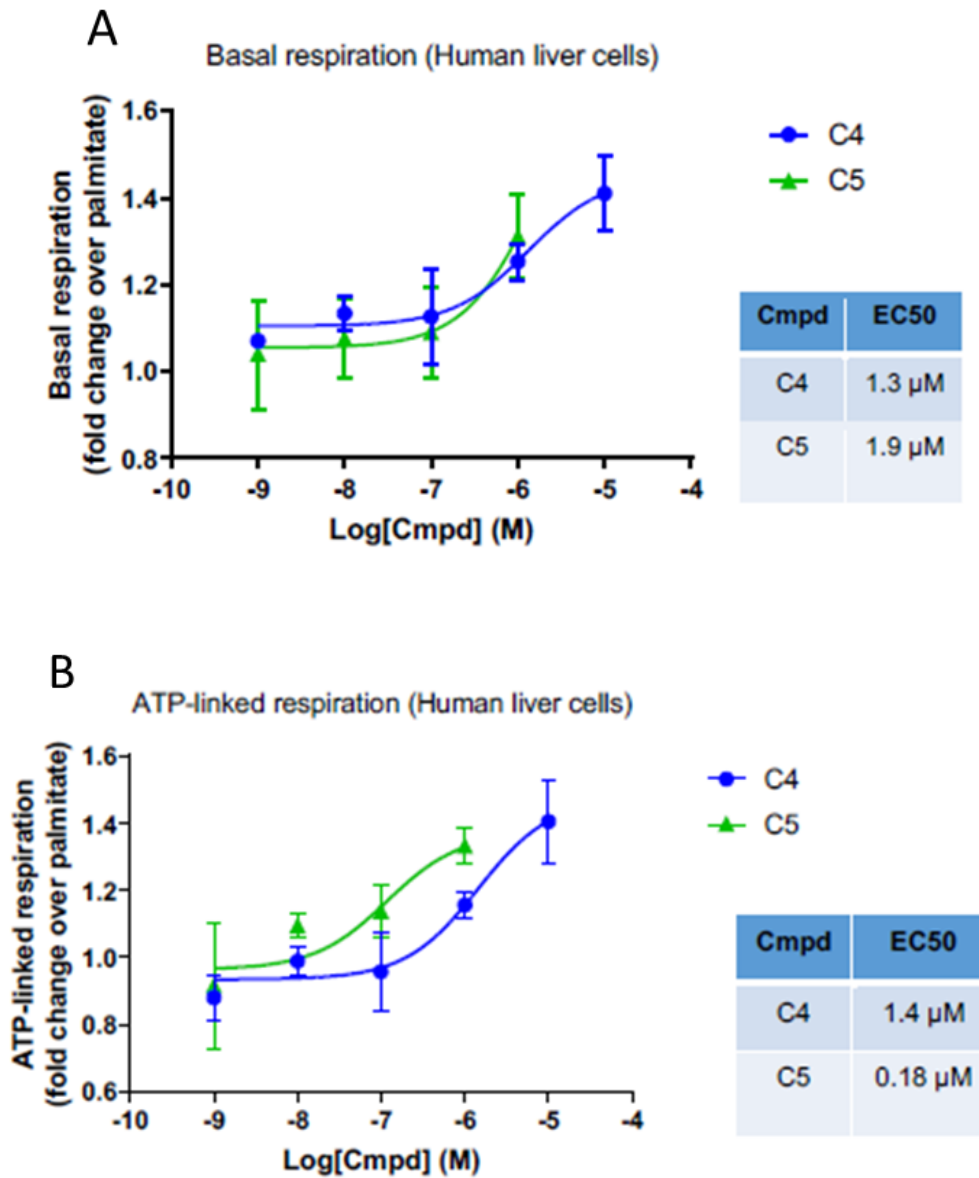 A
Basal respiration (Human liver cells)
Basal respiration
(fold change over palmitate)
1.6
1.4
1.2
1.0
0.8
-10 -9 -8 -7 -6 -5 -4
Log[Cmpd] (M)
C4
C5
Cmpd EC50
C4 1.3 µM
C5 1.9 µM
B
ATP-linked respiration (Human liver cells)
ATP-linked respiration
(fold change over palmitate)
1.6
1.4
1.2
1.0
0.8
0.6
-10 -9 -8 -7 -6 -5 -4
Log[Cmpd] (M)
C4
C5
Cmpd EC50
C4 1.4 µM
C5 0.18 µM